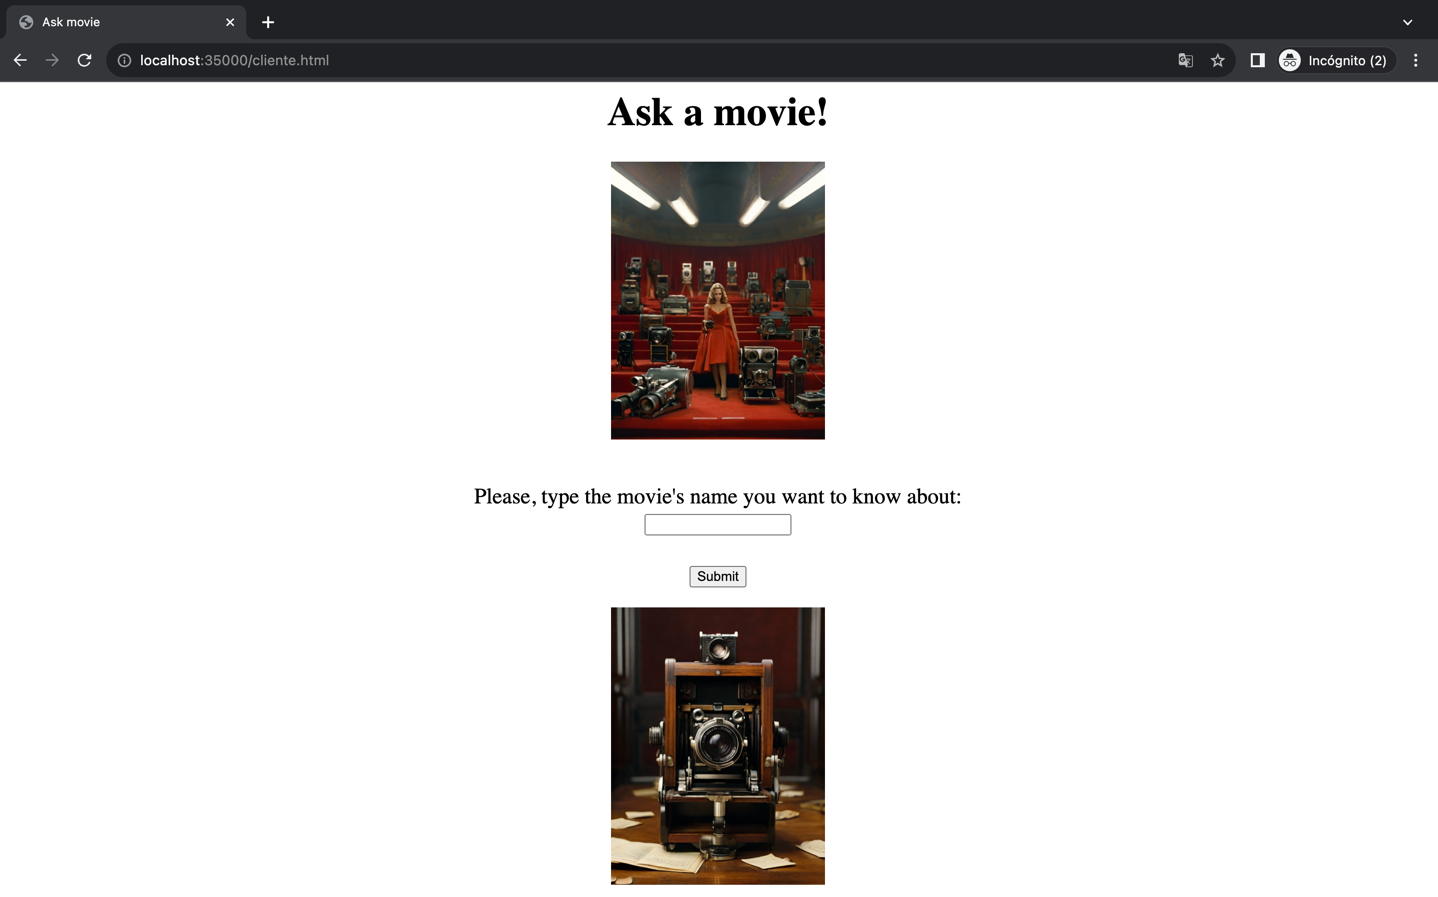 Ask movie
localhost:35000/cliente.html
Incógnito (2)
Ask a movie!
Please, type the movie's name you want to know about:
Submit